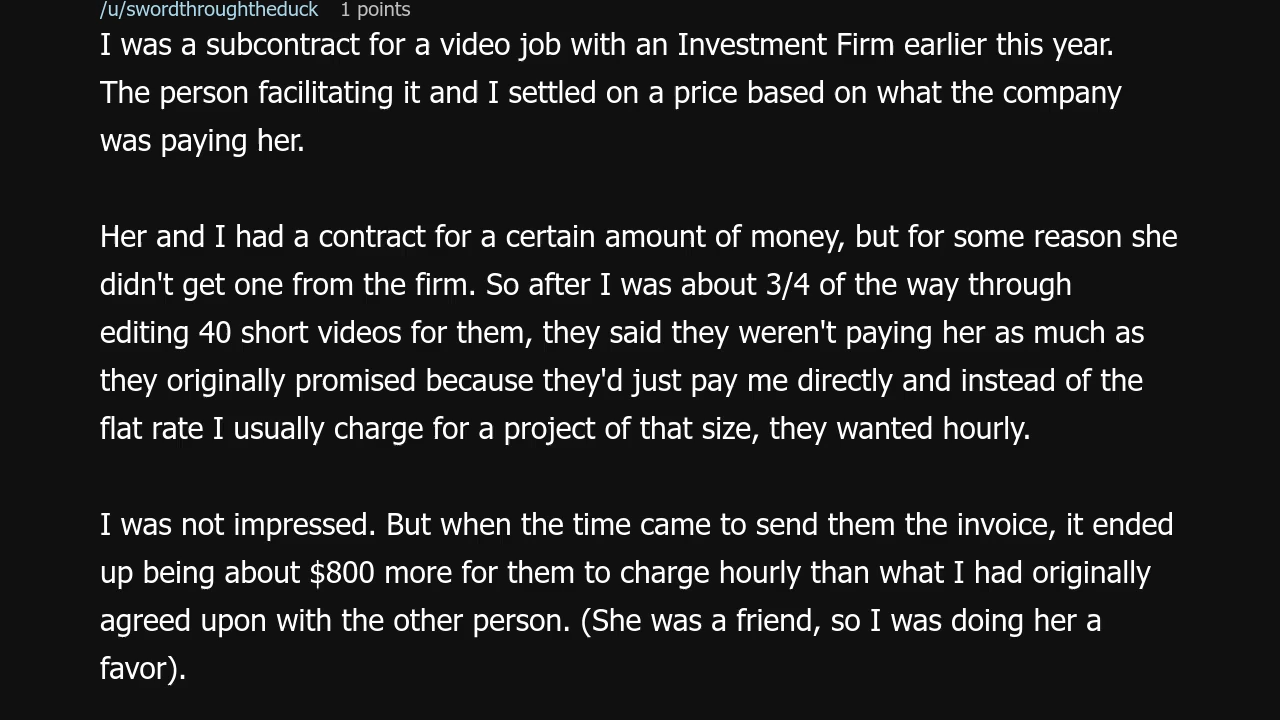 /u/swordthroughtheduck 1 points
I was a subcontract for a video job with an Investment Firm earlier this year.
The person facilitating it and I settled on a price based on what the company
was paying her.
Her and I had a contract for a certain amount of money, but for some reason she
didn't get one from the firm. So after I was about 3/4 of the way through
editing 40 short videos for them, they said they weren't paying her as much as
they originally promised because they'd just pay me directly and instead of the
flat rate I usually charge for a project of that size, they wanted hourly.
I was not impressed. But when the time came to send them the invoice, it ended
up being about $800 more for them to charge hourly than what I had originally
agreed upon with the other person. (She was a friend, so I was doing her a
favor).